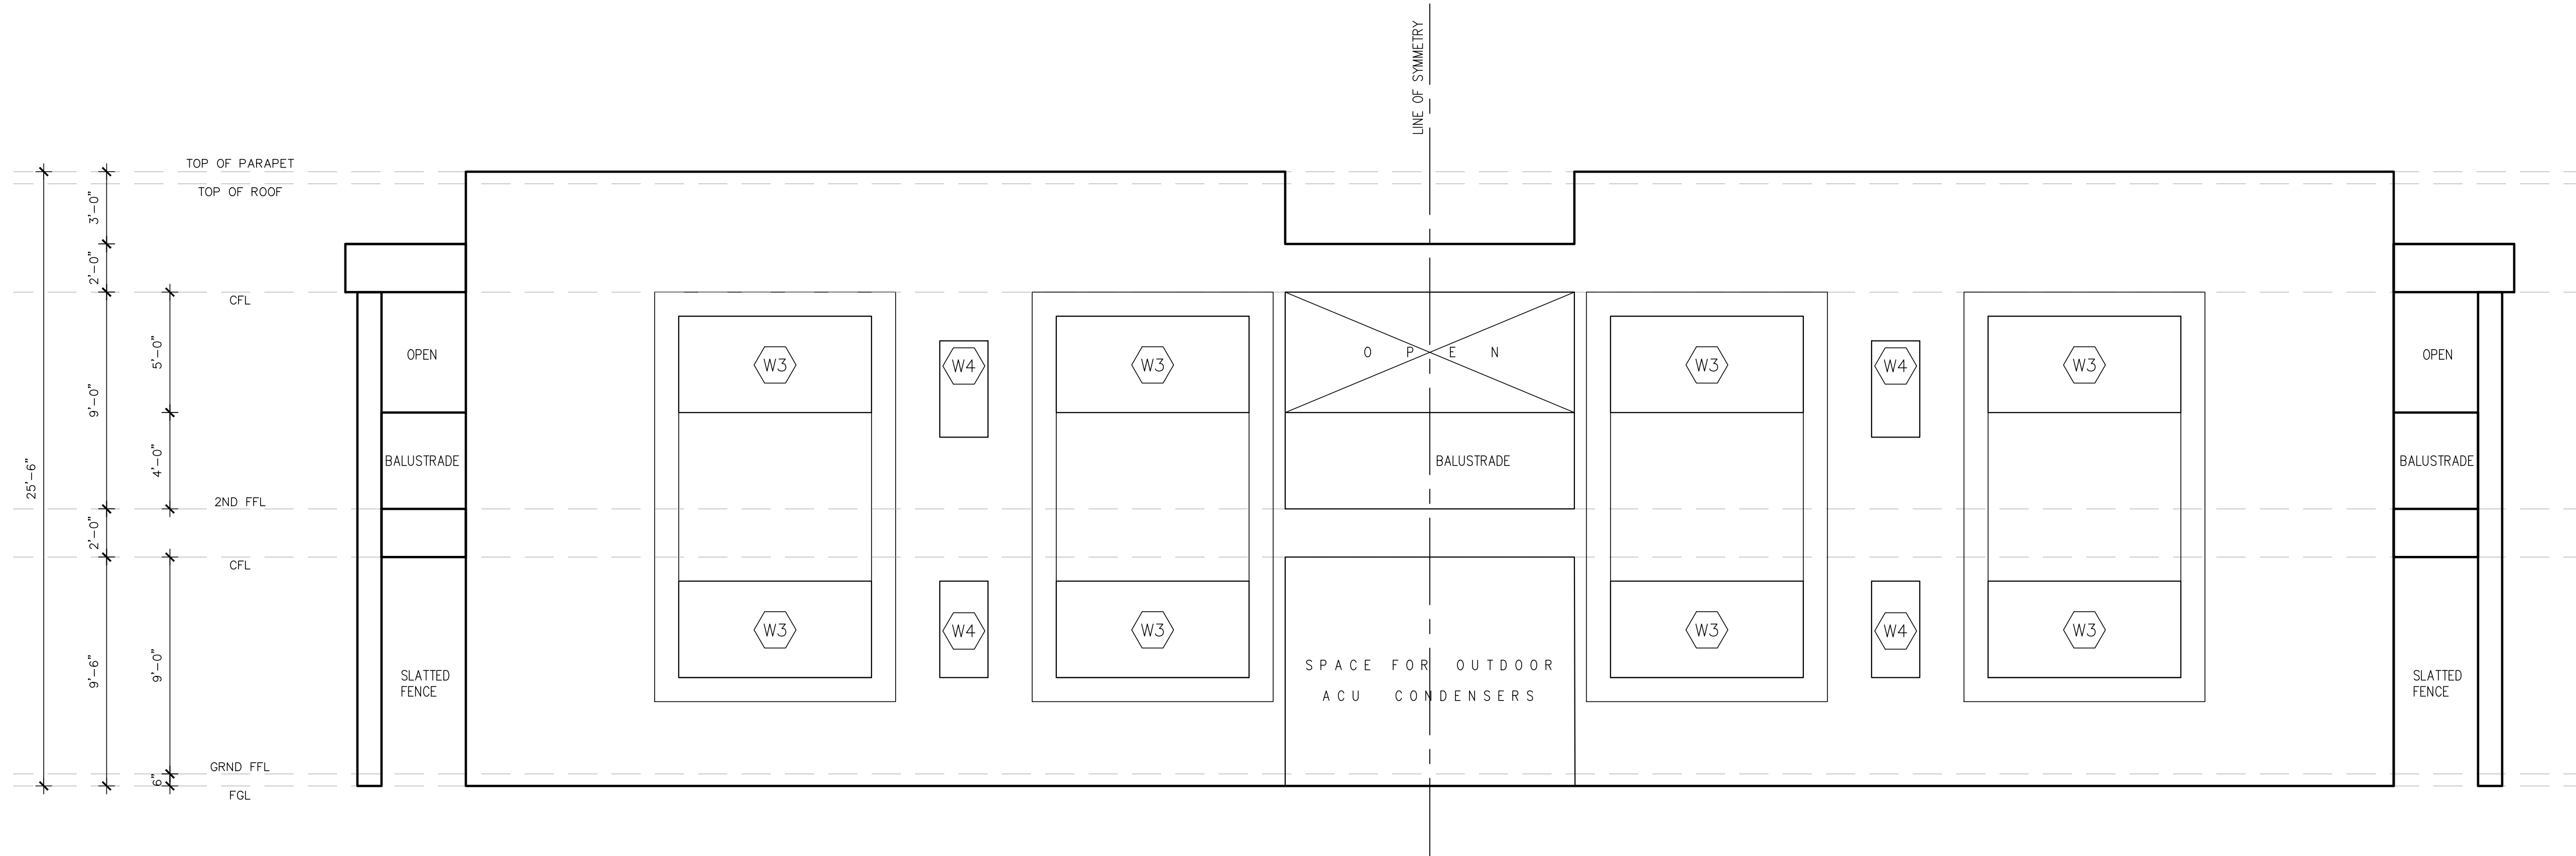 LINE OF SYMMETRY
TOP OF PARAPET
TOP OF ROOF
3'-0"
2'-0"
CFL
5'-0"
9'-0"
4'-0"
25'-6"
2ND FFL
2'-0"
CFL
9'-6"
9'-0"
GRND FFL
6"
FGL
OPEN
BALUSTRADE
SLATTED
FENCE
W3
W4
W3
OPEN
W3
W4
W3
BALUSTRADE
W3
W4
W3
SPACE FOR OUTDOOR
ACU CONDENSERS
W3
W4
W3
OPEN
BALUSTRADE
SLATTED
FENCE